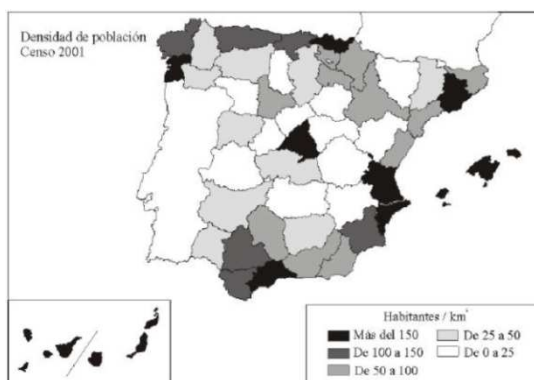 Densidad de población
Censo 2001
Habitantes / km²
Más del 150
De 100 a 150
De 50 a 100
De 25 a 50
De 0 a 25